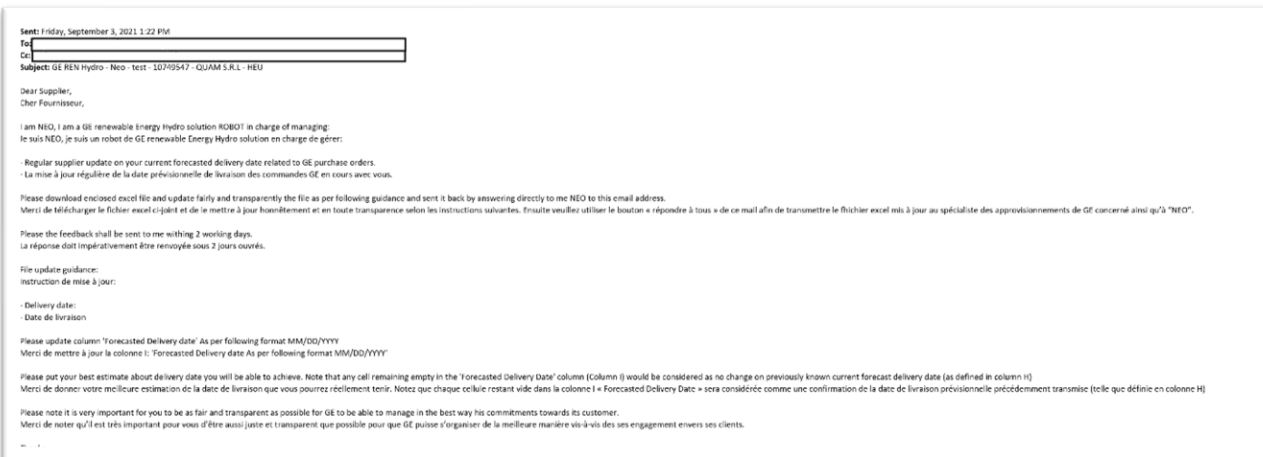 Sent: Friday, September 3, 2021 1:22 PM
To:
Cc:
Subject: GE REN Hydro - Neo - test - 10749547 - QUAM S.R.L - HEU
Dear Supplier,
Cher Fournisseur,
I am NEO, I am a GE renewable Energy Hydro solution ROBOT in charge of managing:
Je suis NEO, je suis un robot de GE renewable Energy Hydro solution en charge de gérer:
- Regular supplier update on your current forecasted delivery date related to GE purchase orders.
- La mise à jour régulière de la date prévisionnelle de livraison des commandes GE en cours avec vous.
Please download enclosed excel file and update fairly and transparently the file as per following guidance and sent it back by answering directly to me NEO to this email address.
Merci de télécharger le fichier excel ci-joint et de le mettre à jour honnêtement et en toute transparence selon les instructions suivantes. Ensuite veuillez utiliser le bouton « répondre à tous » de ce mail afin de transmettre le fhichier excel mis à jour au spécialiste des approvisionnements de GE concerné ainsi qu'à "NEO".
Please the feedback shall be sent to me withing 2 working days.
La réponse doit impérativement être renvoyée sous 2 jours ouvrés.
File update guidance:
Instruction de mise à jour:
- Delivery date:
- Date de livraison
Please update column 'Forecasted Delivery date' As per following format MM/DD/YYYY
Merci de mettre à jour la colonne I: 'Forecasted Delivery date As per following format MM/DD/YYYY'
Please put your best estimate about delivery date you will be able to achieve. Note that any cell remaining empty in the 'Forecasted Delivery Date' column (Column I) would be considered as no change on previously known current forecast delivery date (as defined in column H)
Merci de donner votre meilleure estimation de la date de livraison que vous pourrez réellement tenir. Notez que chaque cellule restant vide dans la colonne I « Forecasted Delivery Date » sera considérée comme une confirmation de la date de livraison prévisionnelle précédemment transmise (telle que définie en colonne H)
Please note it is very important for you to be as fair and transparent as possible for GE to be able to manage in the best way his commitments towards its customer.
Merci de noter qu'il est très important pour vous d'être aussi juste et transparent que possible pour que GE puisse s'organiser de la meilleure manière vis-à-vis des ses engagement envers ses clients.